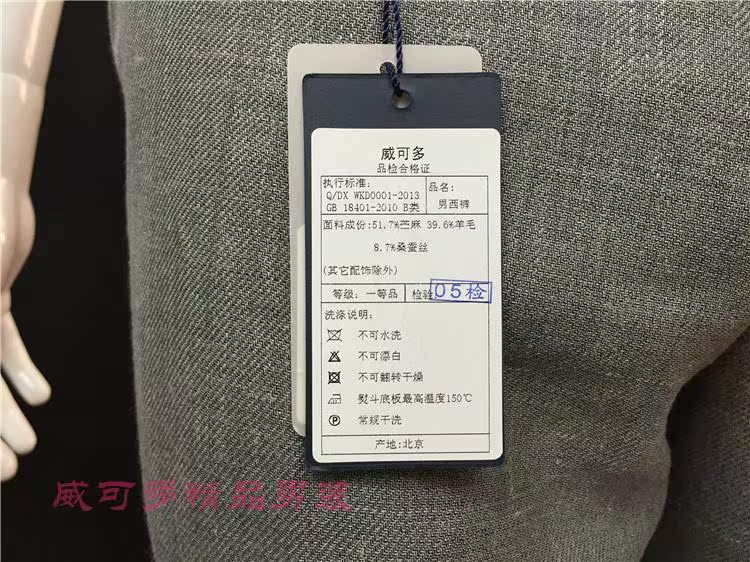 威可多
品检合格证
执行标准:
Q/DX WKD0001-2013
GB 18401-2010 B类
品名:
男西裤
面料成份:51.7%苎麻 39.6%羊毛
8.7%桑蚕丝
(其它配饰除外)
等级: 一等品
检验:
05检
洗涤说明:
不可水洗
不可漂白
不可翻转干燥
熨斗底板最高温度150℃
P 常规干洗
产地:北京
威可多精品男装